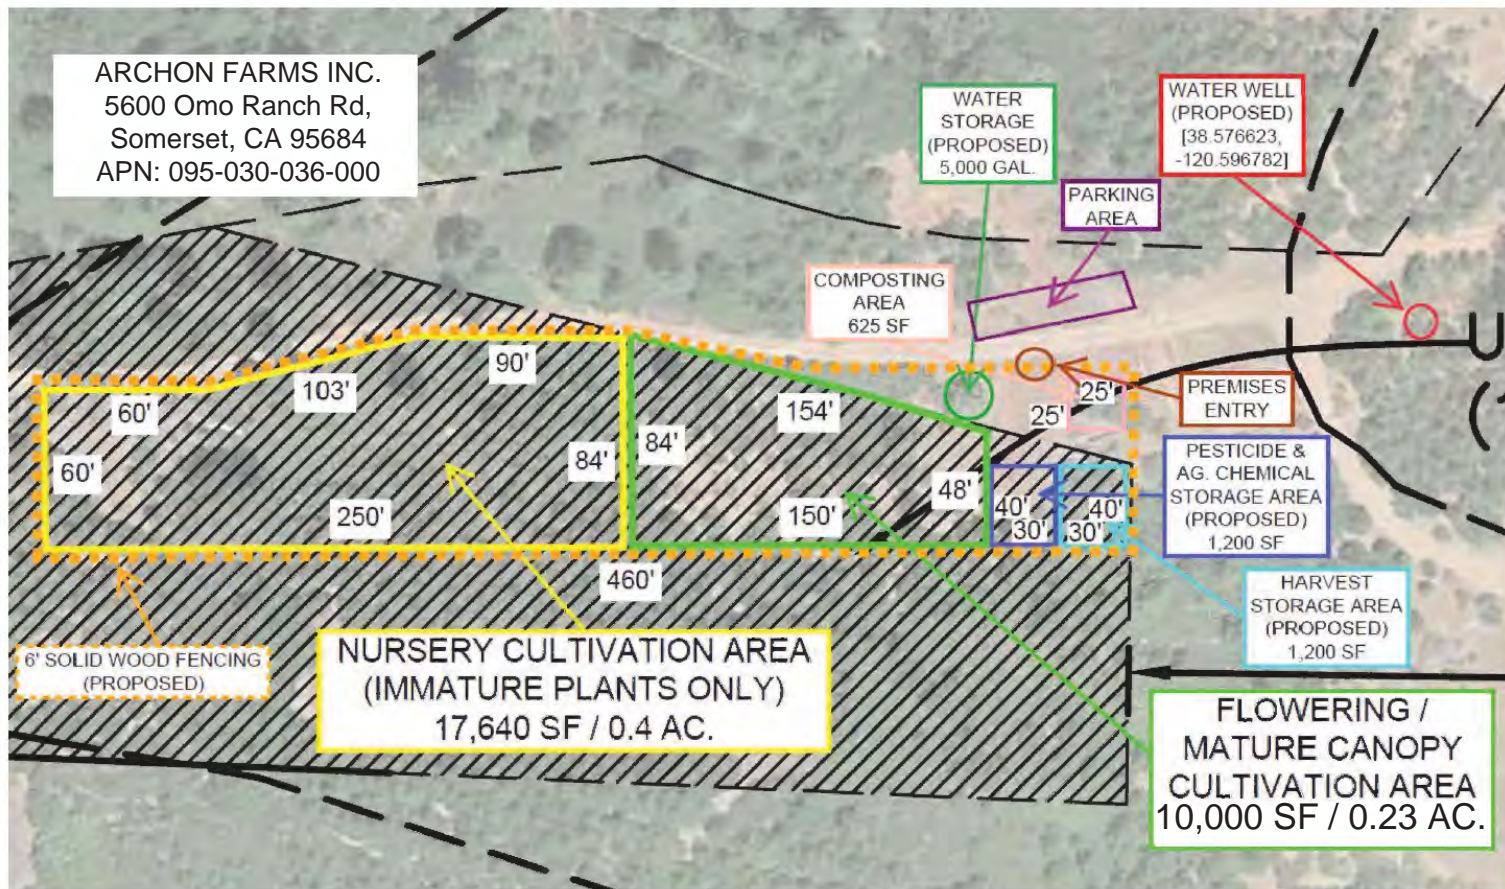 ARCHON FARMS INC.
5600 Omo Ranch Rd,
Somerset, CA 95684
APN: 095-030-036-000
WATER
STORAGE
(PROPOSED)
5,000 GAL.
WATER WELL
(PROPOSED)
[38.576623,
-120.596782]
PARKING
AREA
COMPOSTING
AREA
625 SF
PREMISES
ENTRY
25'
25'
90'
103'
60'
154'
60'
84'
84'
48'
250'
150'
40'
30'
40'
30'
460'
PESTICIDE &
AG. CHEMICAL
STORAGE AREA
(PROPOSED)
1,200 SF
HARVEST
STORAGE AREA
(PROPOSED)
1,200 SF
6' SOLID WOOD FENCING
(PROPOSED)
NURSERY CULTIVATION AREA
(IMMATURE PLANTS ONLY)
17,640 SF / 0.4 AC.
FLOWERING /
MATURE CANOPY
CULTIVATION AREA
10,000 SF / 0.23 AC.